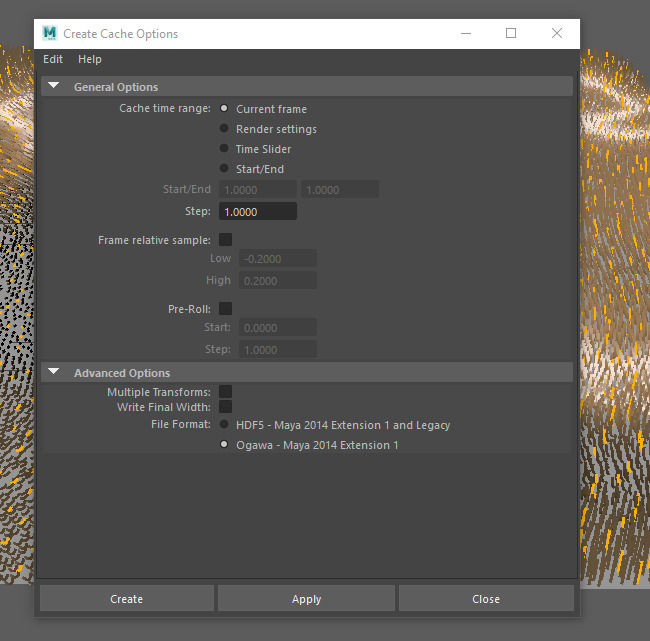 M Create Cache Options
Edit Help
General Options
Cache time range: Current frame
Render settings
Time Slider
Start/End
Start/End 1.0000 1.0000
Step: 1.0000
Frame relative sample:
Low -0.2000
High 0.2000
Pre-Roll:
Start: 0.0000
Step: 1.0000
Advanced Options
Multiple Transforms:
Write Final Width:
File Format: HDF5 - Maya 2014 Extension 1 and Legacy
Ogawa - Maya 2014 Extension 1
Create Apply Close